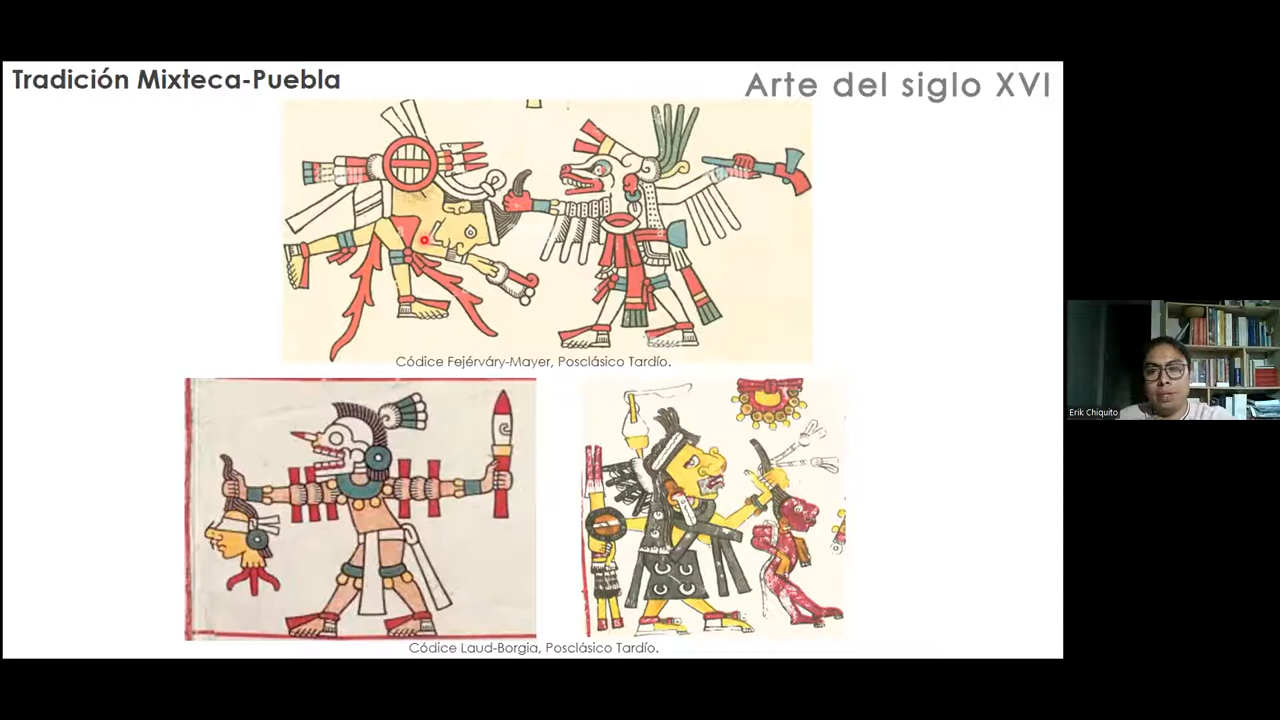 Tradición Mixteca-Puebla
Arte del siglo XVI
Códice Fejérváry-Mayer, Posclásico Tardío.
Erik Chiquito
Códice Laud-Borgia, Posclásico Tardío.